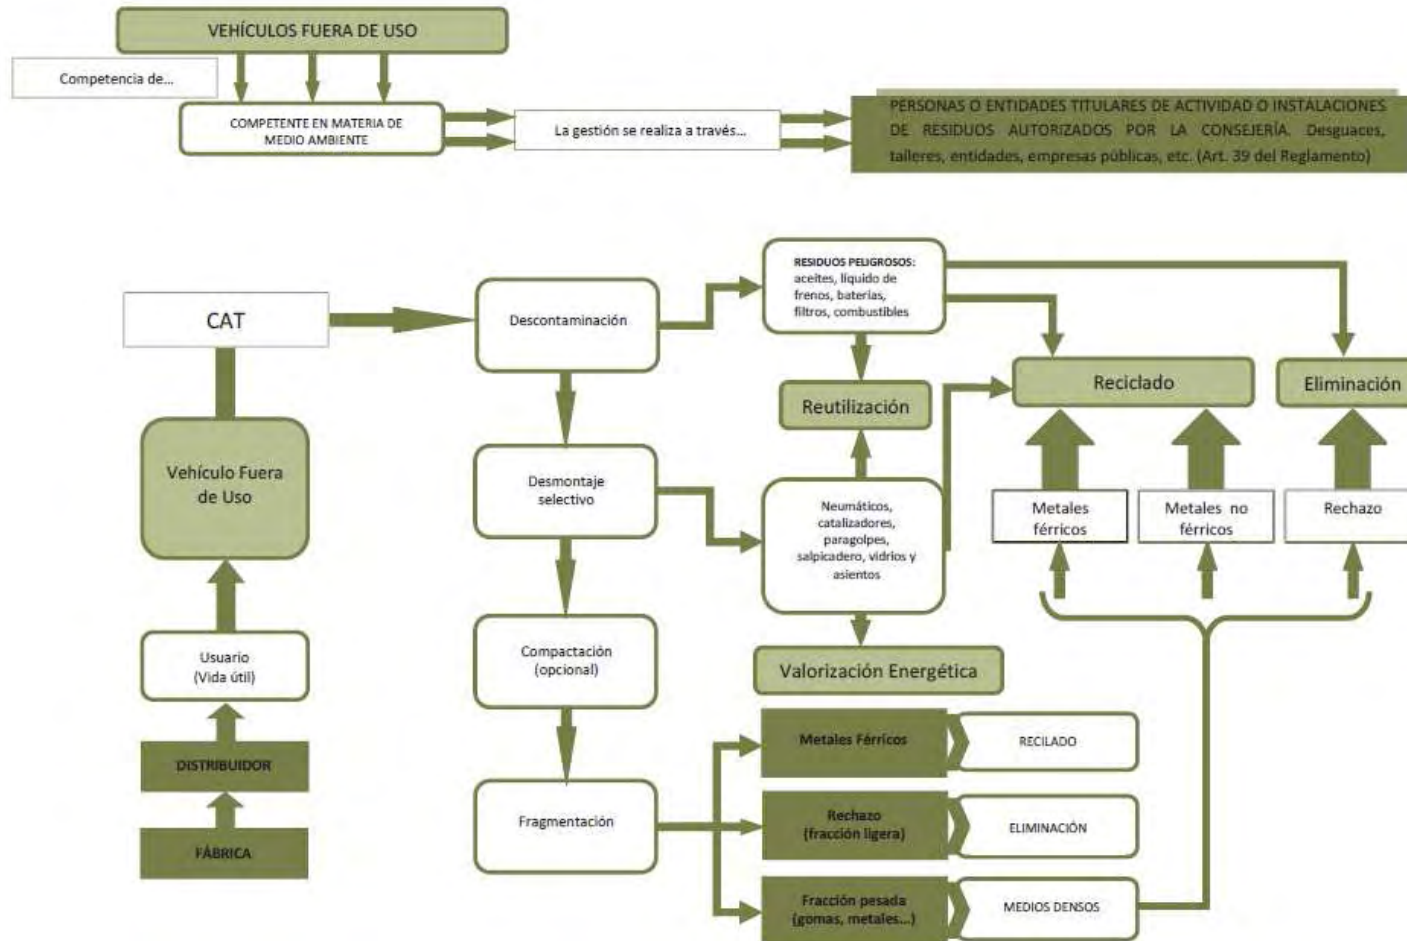 VEHÍCULOS FUERA DE USO
Competencia de...
COMPETENTE EN MATERIA DE
MEDIO AMBIENTE
La gestión se realiza a través...
PERSONAS O ENTIDADES TITULARES DE ACTIVIDAD O INSTALACIONES
DE RESIDUOS AUTORIZADOS POR LA CONSEJERÍA. Desguaces,
talleres, entidades, empresas públicas, etc. (Art. 39 del Reglamento)
CAT
Vehículo Fuera
de Uso
Usuario
(Vida útil)
DISTRIBUIDOR
FÁBRICA
Descontaminación
Desmontaje
selectivo
Compactación
(opcional)
Fragmentación
RESIDUOS PELIGROSOS:
aceites, líquido de
frenos, baterías,
filtros, combustibles
Reutilización
Neumáticos,
catalizadores,
paragolpes,
salpicadero, vidrios y
asientos
Valorización Energética
Reciclado
Eliminación
Metales
férricos
Metales no
férricos
Rechazo
Metales Férricos
RECILADO
Rechazo
(fracción ligera)
ELIMINACIÓN
Fracción pesada
(gomas, metales...)
MEDIOS DENSOS